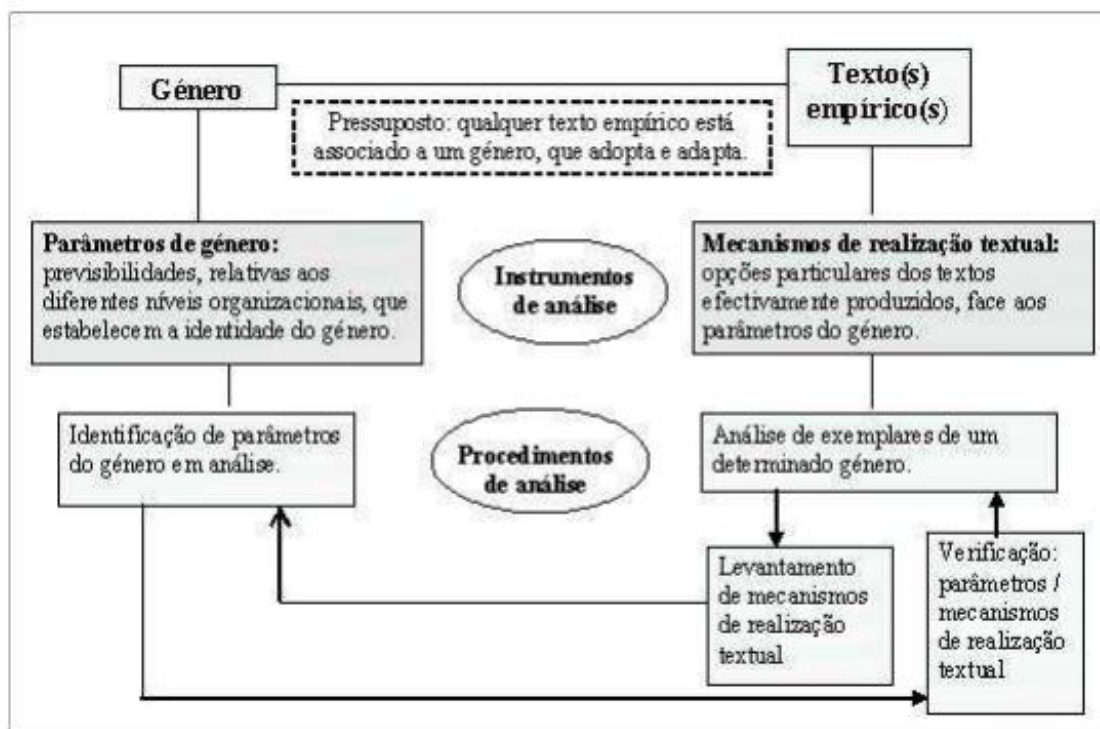 Género
Texto(s)
empírico(s)
Pressuposto: qualquer texto empírico está
associado a um género, que adopta e adapta.
Parâmetros de género:
previsibilidades, relativas aos
diferentes níveis organizacionais, que
estabelecem a identidade do género.
Instrumentos
de análise
Mecanismos de realização textual:
opções particulares dos textos
efectivamente produzidos, face aos
parâmetros do género.
Identificação de parâmetros
do género em análise.
Procedimentos
de análise
Análise de exemplares de um
determinado género.
Levantamento
de mecanismos
de realização
textual
Verificação:
parâmetros /
mecanismos
de realização
textual